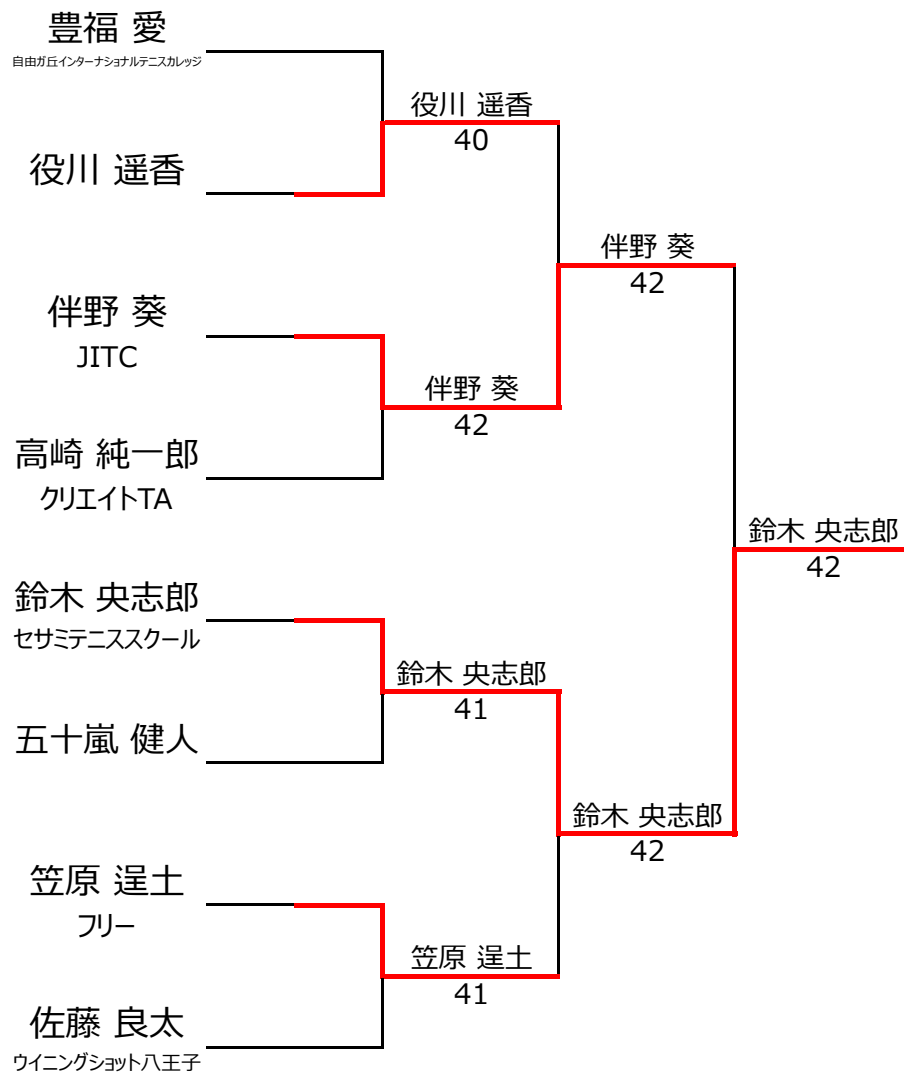 豊福 愛
自由ガ丘インターナショナルテニスカレッジ
役川 遥香
40
役川 遥香
伴野 葵
42
伴野 葵
JITC
伴野 葵
42
高崎 純一郎
クリエイトTA
鈴木 央志郎
42
鈴木 央志郎
セサミテニススクール
鈴木 央志郎
41
五十嵐 健人
鈴木 央志郎
42
笠原 逞土
フリー
笠原 逞土
41
佐藤 良太
ウイニングショット八王子